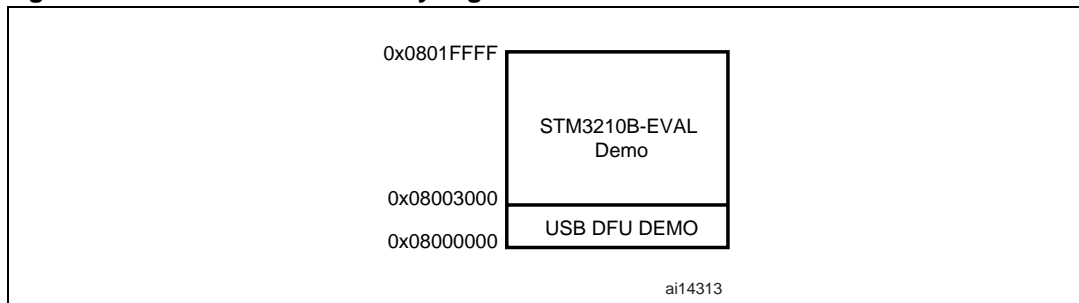 0x0801FFFF
STM3210B-EVAL
Demo
0x08003000
USB DFU DEMO
0x08000000
ai14313